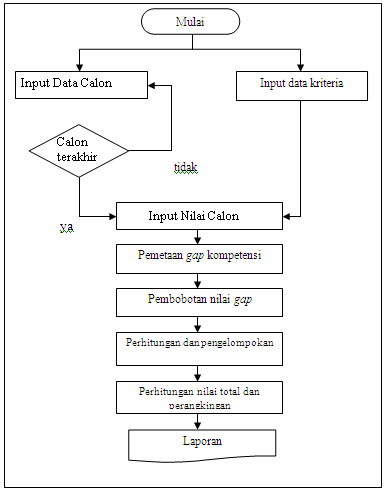 Mulai
Input Data Calon
Input data kriteria
Calon
terakhir
tidak
ya
Input Nilai Calon
Pemetaan gap kompetensi
Pembobotan nilai gap
Perhitungan dan pengelompokan
Perhitungan nilai total dan
perangkingan
Laporan